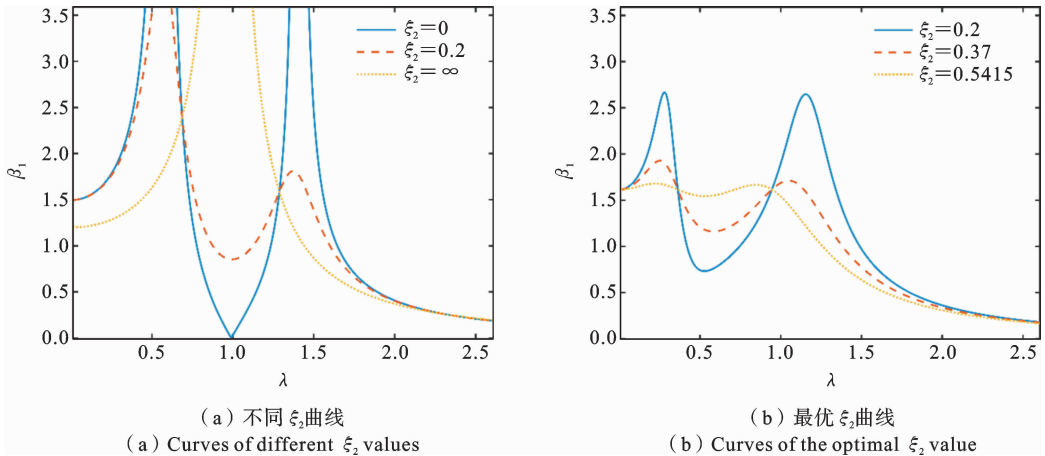 3.5
3.0
2.5
2.0
1.5
1.0
0.5
0.0
β₁
ξ₂=0
ξ₂=0.2
ξ₂=∞
0.5
1.0
1.5
2.0
2.5
λ
(a)不同 ξ₂曲线
(a) Curves of different ξ₂ values
3.5
3.0
2.5
2.0
1.5
1.0
0.5
0.0
β₁
ξ₂=0.2
ξ₂=0.37
ξ₂=0.5415
0.5
1.0
1.5
2.0
2.5
λ
(b)最优 ξ₂曲线
(b) Curves of the optimal ξ₂ value